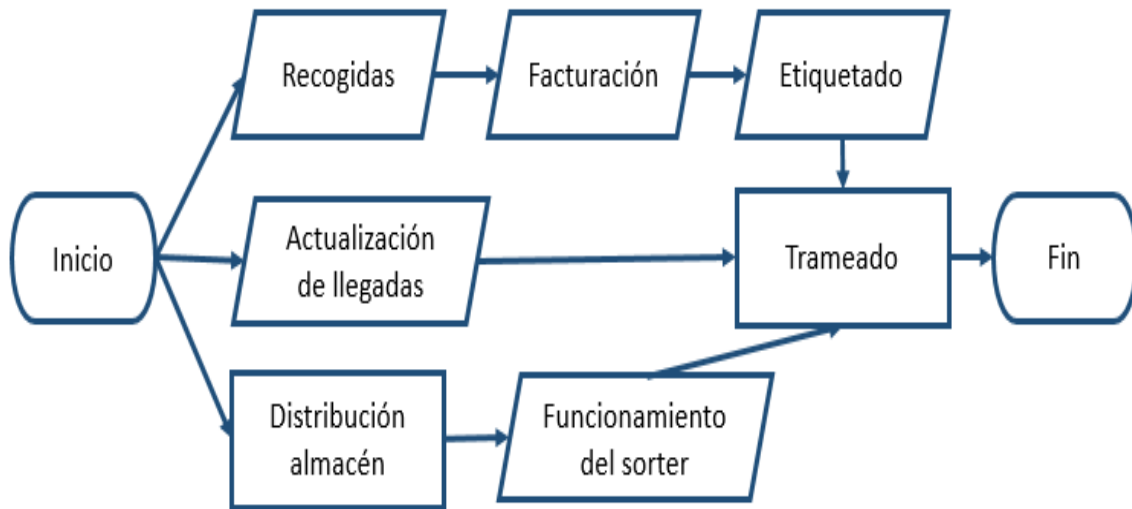 Recogidas
Facturación
Etiquetado
Inicio
Actualización
de llegadas
Trameado
Fin
Distribución
almacén
Funcionamiento
del sorter